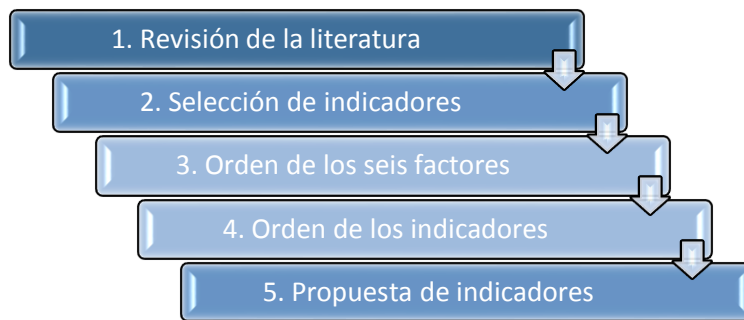 1. Revisión de la literatura
2. Selección de indicadores
3. Orden de los seis factores
4. Orden de los indicadores
5. Propuesta de indicadores